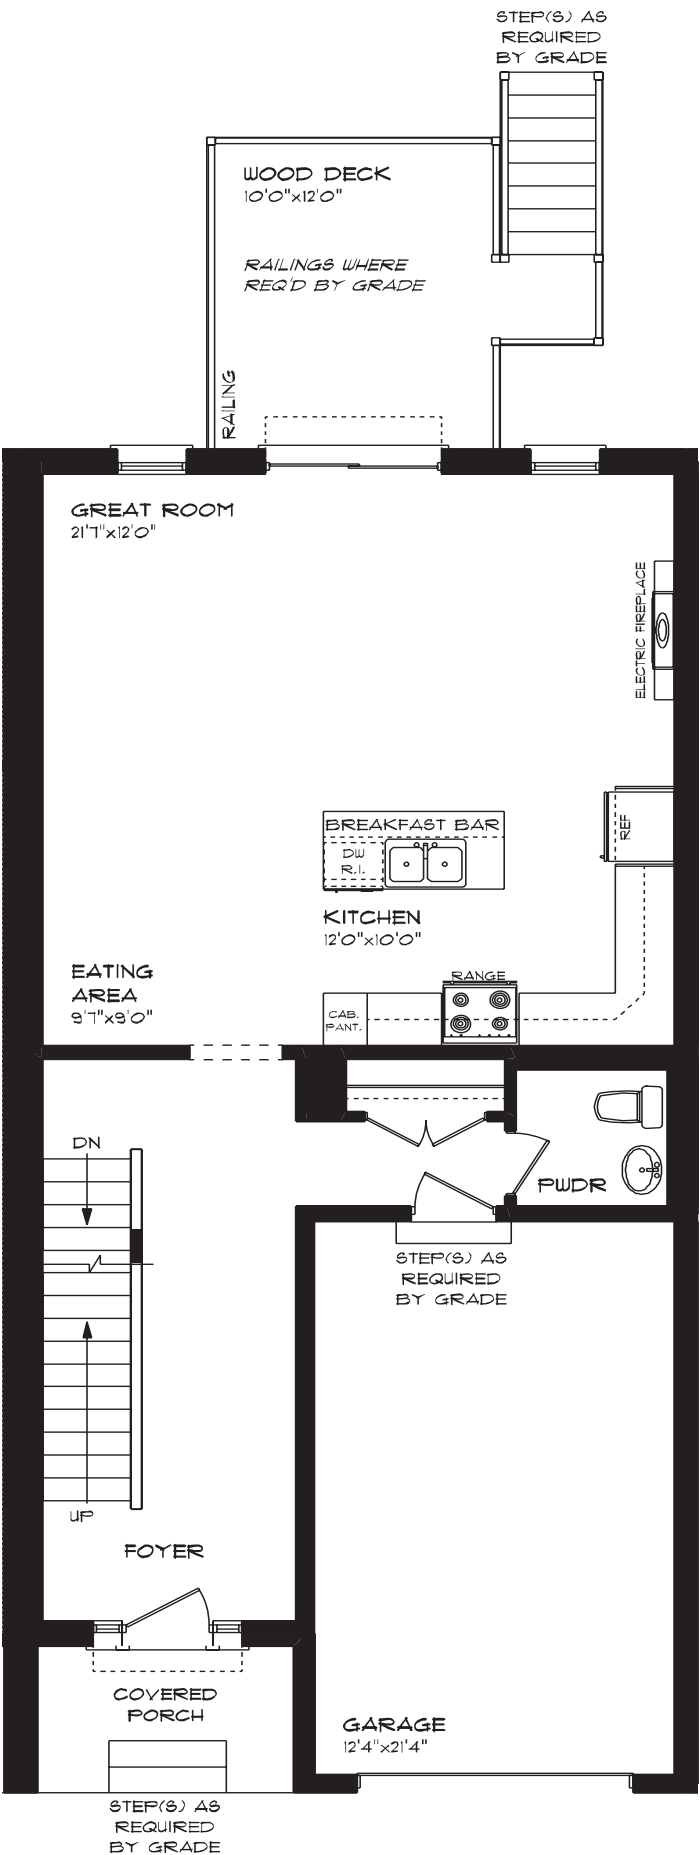 STEP(S) AS
REQUIRED
BY GRADE
WOOD DECK
10'0"x12'0"
RAILINGS WHERE
REQ'D BY GRADE
RAILING
GREAT ROOM
21'7"x12'0"
ELECTRIC FIREPLACE
REF
BREAKFAST BAR
DW
R.I.
KITCHEN
12'0"x10'0"
EATING
AREA
9'7"x9'0"
RANGE
CAB.
PANT.
DN
PWDR
STEP(S) AS
REQUIRED
BY GRADE
UP
FOYER
COVERED
PORCH
GARAGE
12'4"x21'4"
STEP(S) AS
REQUIRED
BY GRADE